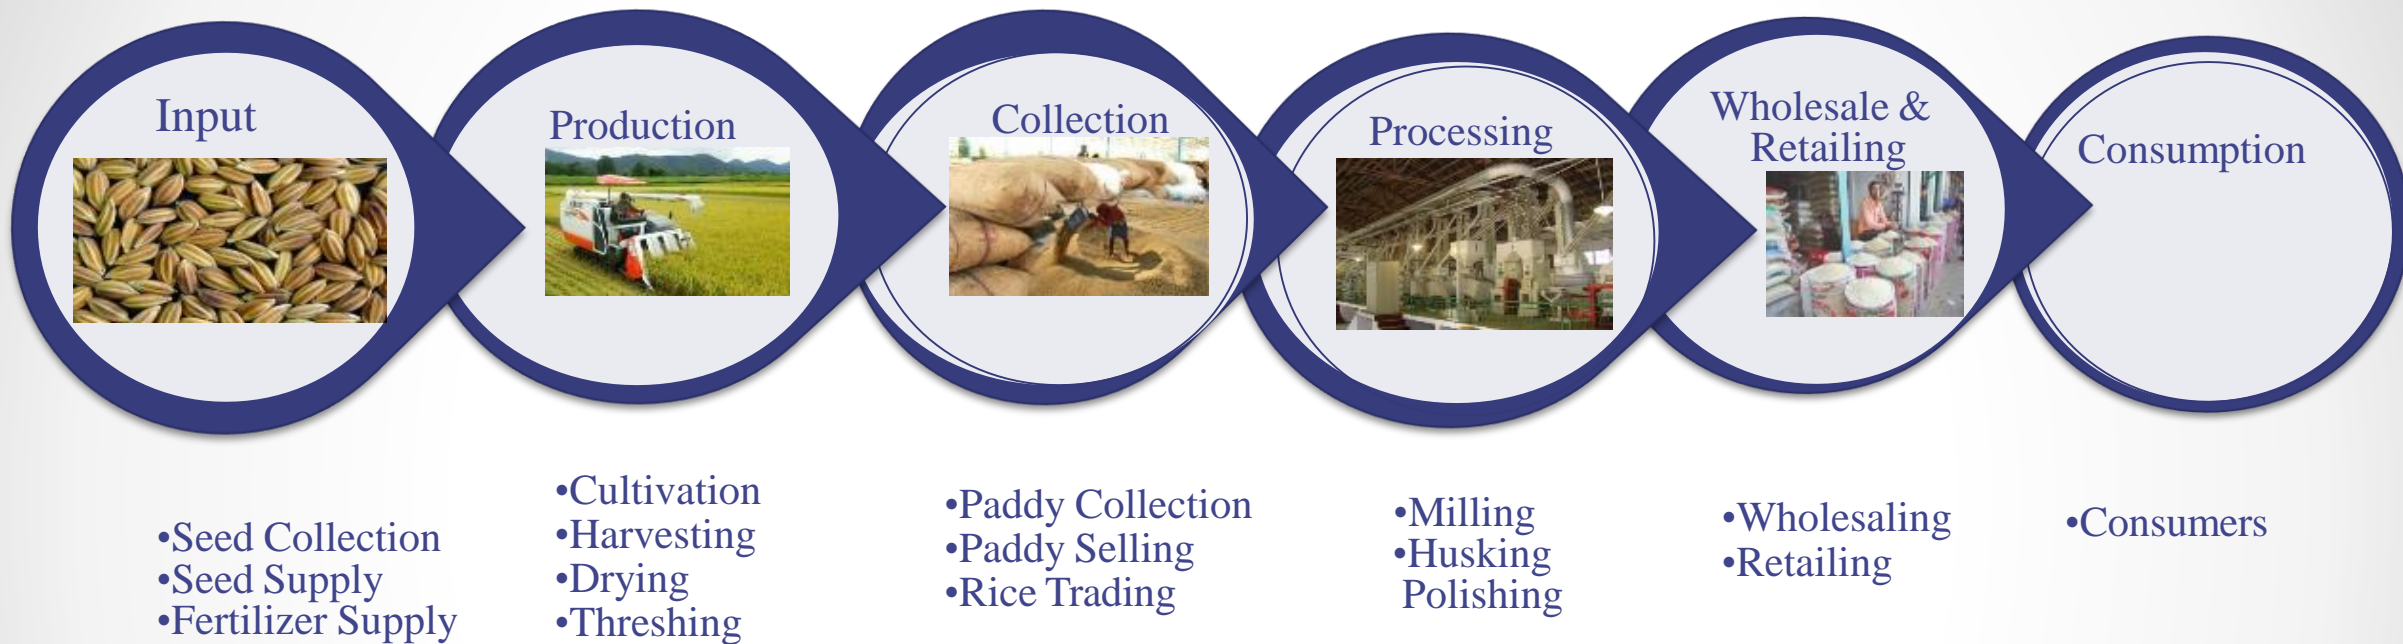 Input
Production
Collection
Processing
Wholesale &
Retailing
Consumption
•Seed Collection
•Seed Supply
•Fertilizer Supply
•Cultivation
•Harvesting
•Drying
•Threshing
•Paddy Collection
•Paddy Selling
•Rice Trading
•Milling
•Husking
Polishing
•Wholesaling
•Retailing
•Consumers